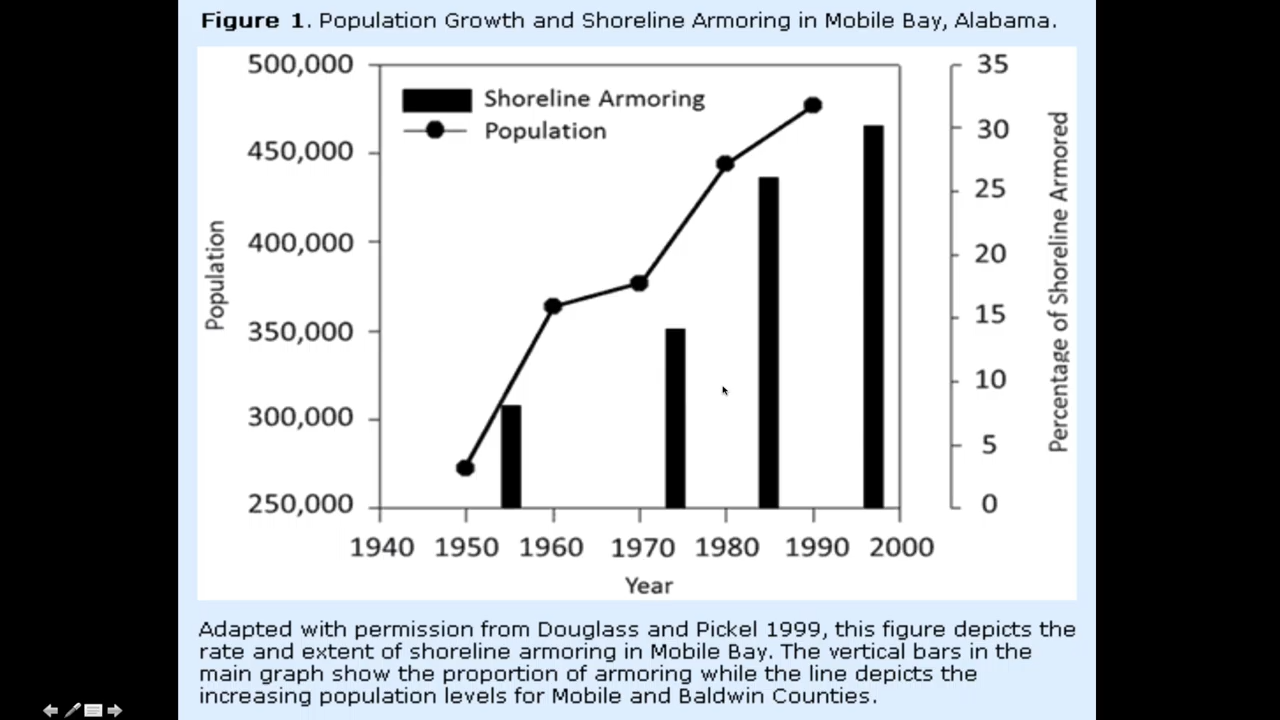 Figure 1. Population Growth and Shoreline Armoring in Mobile Bay, Alabama.
500,000
450,000
400,000
350,000
300,000
250,000
Population
Shoreline Armoring
Population
35
30
25
20
15
10
5
0
Percentage of Shoreline Armored
1940 1950 1960 1970 1980 1990 2000
Year
Adapted with permission from Douglass and Pickel 1999, this figure depicts the
rate and extent of shoreline armoring in Mobile Bay. The vertical bars in the
main graph show the proportion of armoring while the line depicts the
increasing population levels for Mobile and Baldwin Counties.